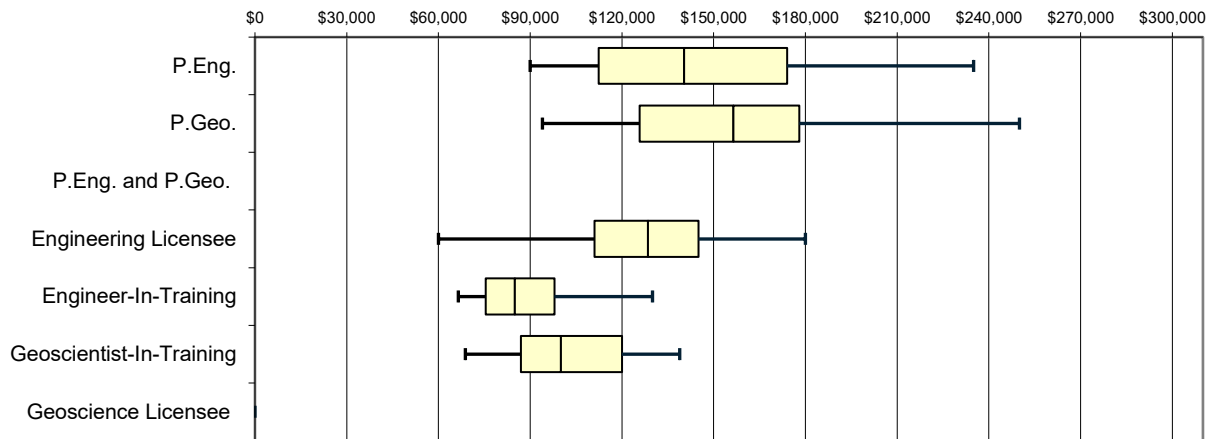 $0 $30,000 $60,000 $90,000 $120,000 $150,000 $180,000 $210,000 $240,000 $270,000 $300,000
P.Eng.
P.Geo.
P.Eng. and P.Geo.
Engineering Licensee
Engineer-In-Training
Geoscientist-In-Training
Geoscience Licensee